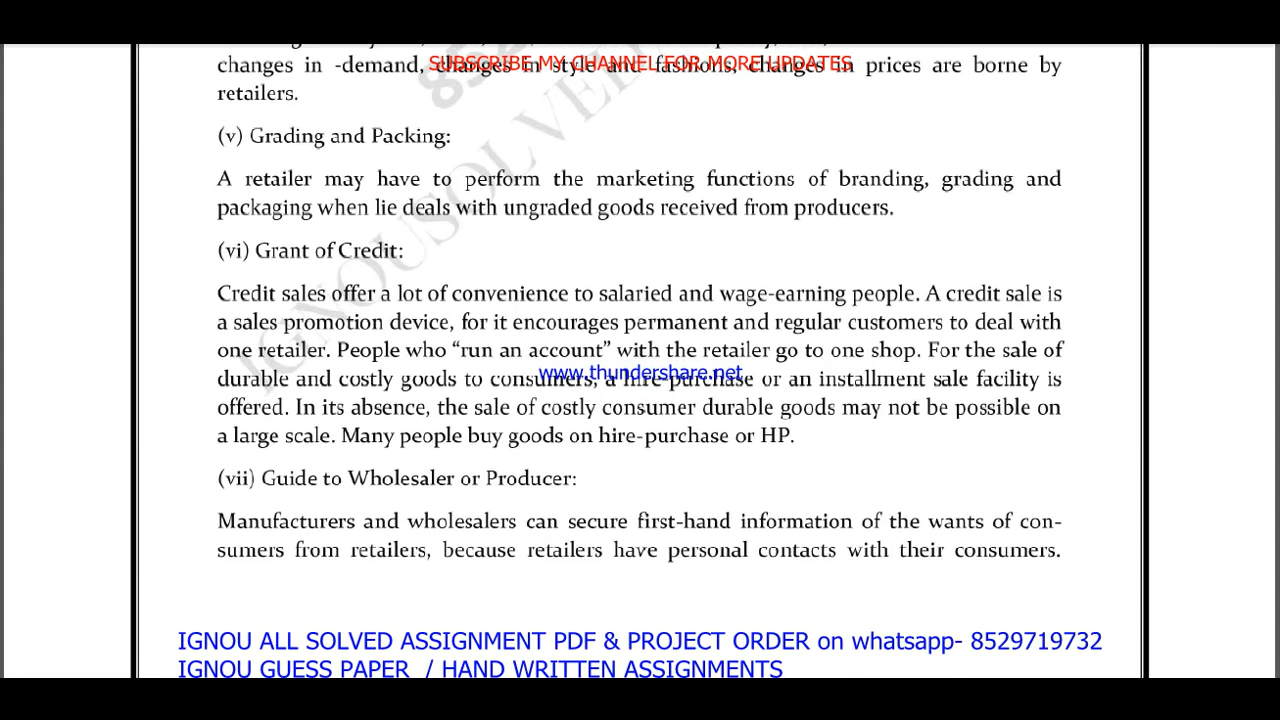 changes in -demand, changes in style and fashions, changes in prices are borne by
SUBSCRIBE MY CHANNEL FOR MORE UPDATES
retailers.
(v) Grading and Packing:
A retailer may have to perform the marketing functions of branding, grading and
packaging when lie deals with ungraded goods received from producers.
(vi) Grant of Credit:
Credit sales offer a lot of convenience to salaried and wage-earning people. A credit sale is
a sales promotion device, for it encourages permanent and regular customers to deal with
one retailer. People who “run an account” with the retailer go to one shop. For the sale of
www.thundershare.net
durable and costly goods to consumers, a hire-purchase or an installment sale facility is
offered. In its absence, the sale of costly consumer durable goods may not be possible on
a large scale. Many people buy goods on hire-purchase or HP.
(vii) Guide to Wholesaler or Producer:
Manufacturers and wholesalers can secure first-hand information of the wants of con-
sumers from retailers, because retailers have personal contacts with their consumers.
IGNOUSOLVED
IGNOU ALL SOLVED ASSIGNMENT PDF & PROJECT ORDER on whatsapp- 8529719732
IGNOU GUESS PAPER / HAND WRITTEN ASSIGNMENTS